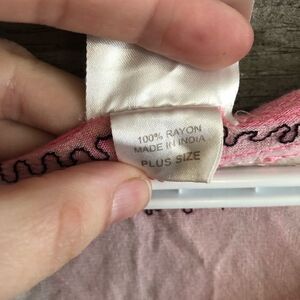 100% RAYON
MADE IN INDIA
PLUS SIZE